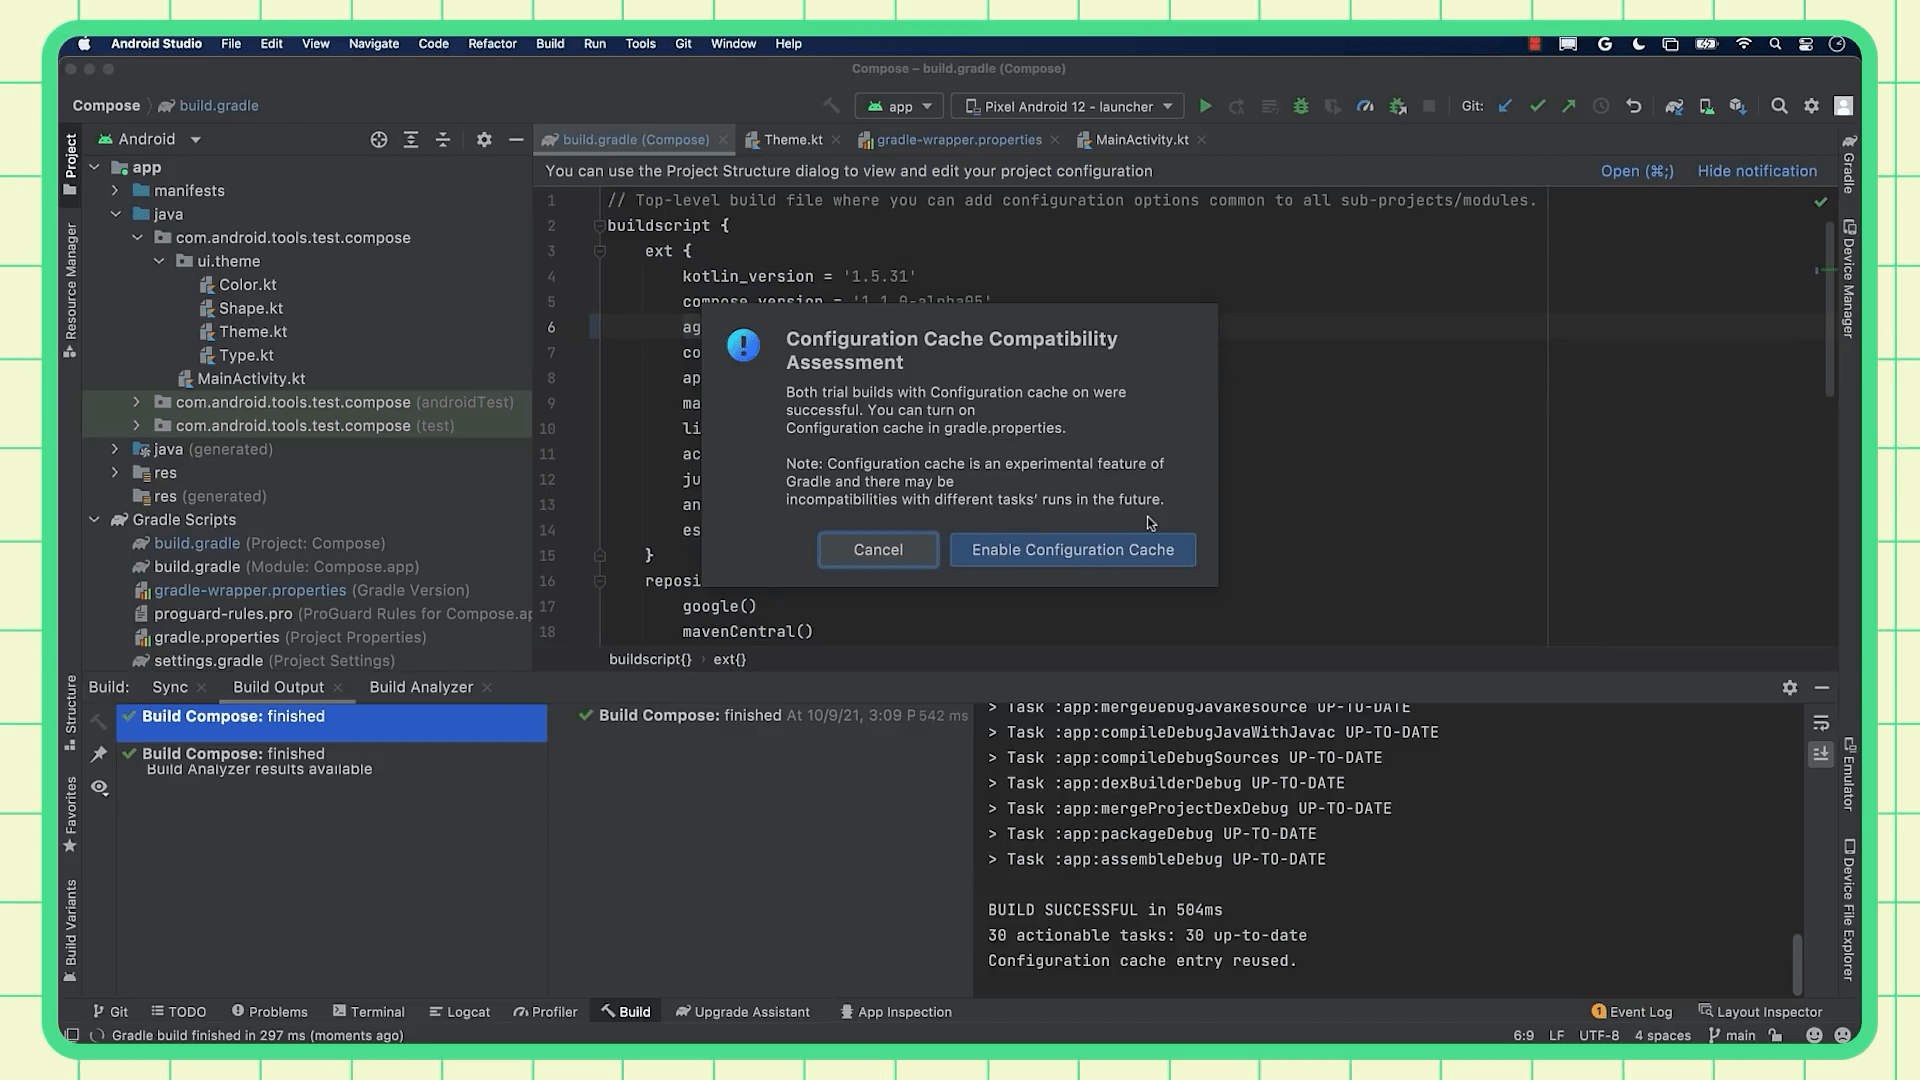 Android Studio File Edit View Navigate Code Refactor Build Run Tools Git Window Help
Compose – build.gradle (Compose)
Compose build.gradle
app
Pixel Android 12 - launcher
Git:
Project
Android
build.gradle (Compose)
Theme.kt
gradle-wrapper.properties
MainActivity.kt
Gradle
You can use the Project Structure dialog to view and edit your project configuration
Open (⌘;)
Hide notification
app
manifests
java
com.android.tools.test.compose
ui.theme
Color.kt
Shape.kt
Theme.kt
Type.kt
MainActivity.kt
com.android.tools.test.compose (androidTest)
com.android.tools.test.compose (test)
java (generated)
res
res (generated)
Gradle Scripts
build.gradle (Project: Compose)
build.gradle (Module: Compose.app)
gradle-wrapper.properties (Gradle Version)
proguard-rules.pro (ProGuard Rules for Compose.ap
gradle.properties (Project Properties)
settings.gradle (Project Settings)
Resource Manager
Structure
Favorites
Build Variants
1 // Top-level build file where you can add configuration options common to all sub-projects/modules.
2 buildscript {
3 ext {
4 kotlin_version = '1.5.31'
5 compose_version = '1.1.0-alpha05'
6 ag
7 co
8 ap
9 ma
10 li
11 ac
12 ju
13 an
14 es
15 }
16 reposi
17 google()
18 mavenCentral()
buildscript{} › ext{}
Configuration Cache Compatibility
Assessment
Both trial builds with Configuration cache on were
successful. You can turn on
Configuration cache in gradle.properties.
Note: Configuration cache is an experimental feature of
Gradle and there may be
incompatibilities with different tasks' runs in the future.
Cancel
Enable Configuration Cache
Device Manager
Emulator
Device File Explorer
Build: Sync Build Output Build Analyzer
Build Compose: finished
Build Compose: finished
Build Analyzer results available
Build Compose: finished At 10/9/21, 3:09 P 542 ms
> Task :app:mergeDebugJavaResource UP-TO-DATE
> Task :app:compileDebugJavaWithJavac UP-TO-DATE
> Task :app:compileDebugSources UP-TO-DATE
> Task :app:dexBuilderDebug UP-TO-DATE
> Task :app:mergeProjectDexDebug UP-TO-DATE
> Task :app:packageDebug UP-TO-DATE
> Task :app:assembleDebug UP-TO-DATE
BUILD SUCCESSFUL in 504ms
30 actionable tasks: 30 up-to-date
Configuration cache entry reused.
Git TODO Problems Terminal Logcat Profiler Build Upgrade Assistant App Inspection
1 Event Log Layout Inspector
Gradle build finished in 297 ms (moments ago)
6:9 LF UTF-8 4 spaces main